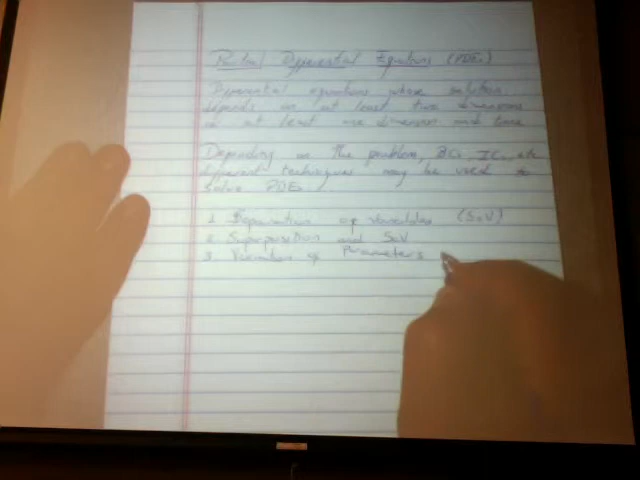 Partial Differential Equations (PDEs)
Differential equations whose solution
depends on at least two dimensions
or at least one dimension and time
Depending on the problem, BCs, ICs, etc
different techniques may be used to
solve PDEs.
1. Separation of Variables (SoV)
2. Superposition and SoV
3. Variation of Parameters